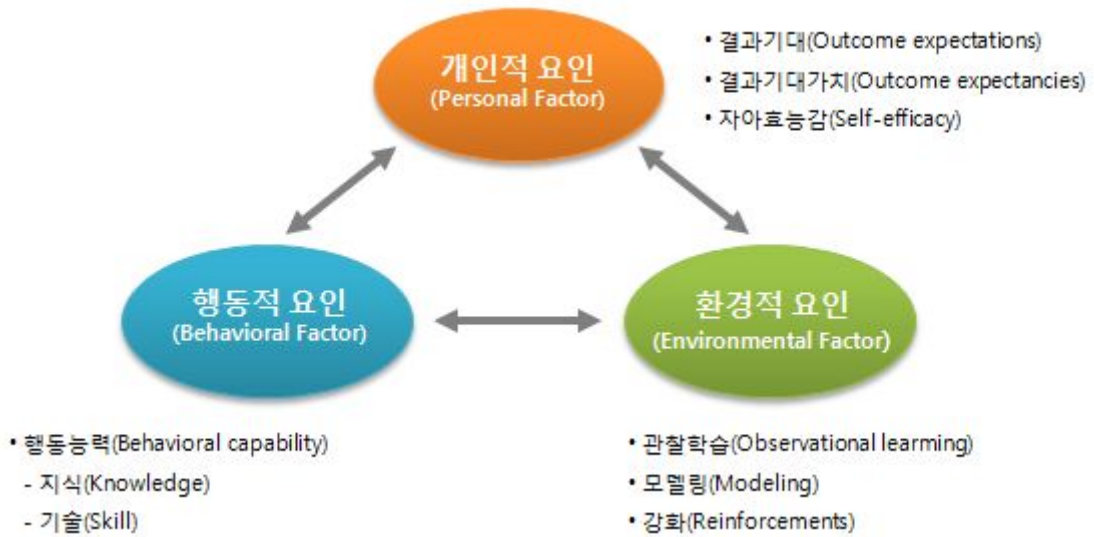 개인적 요인
(Personal Factor)
• 결과기대(Outcome expectations)
• 결과기대가치(Outcome expectancies)
• 자아효능감(Self-efficacy)
행동적 요인
(Behavioral Factor)
환경적 요인
(Environmental Factor)
• 행동능력(Behavioral capability)
- 지식(Knowledge)
- 기술(Skill)
• 관찰학습(Observational learning)
• 모델링(Modeling)
• 강화(Reinforcements)